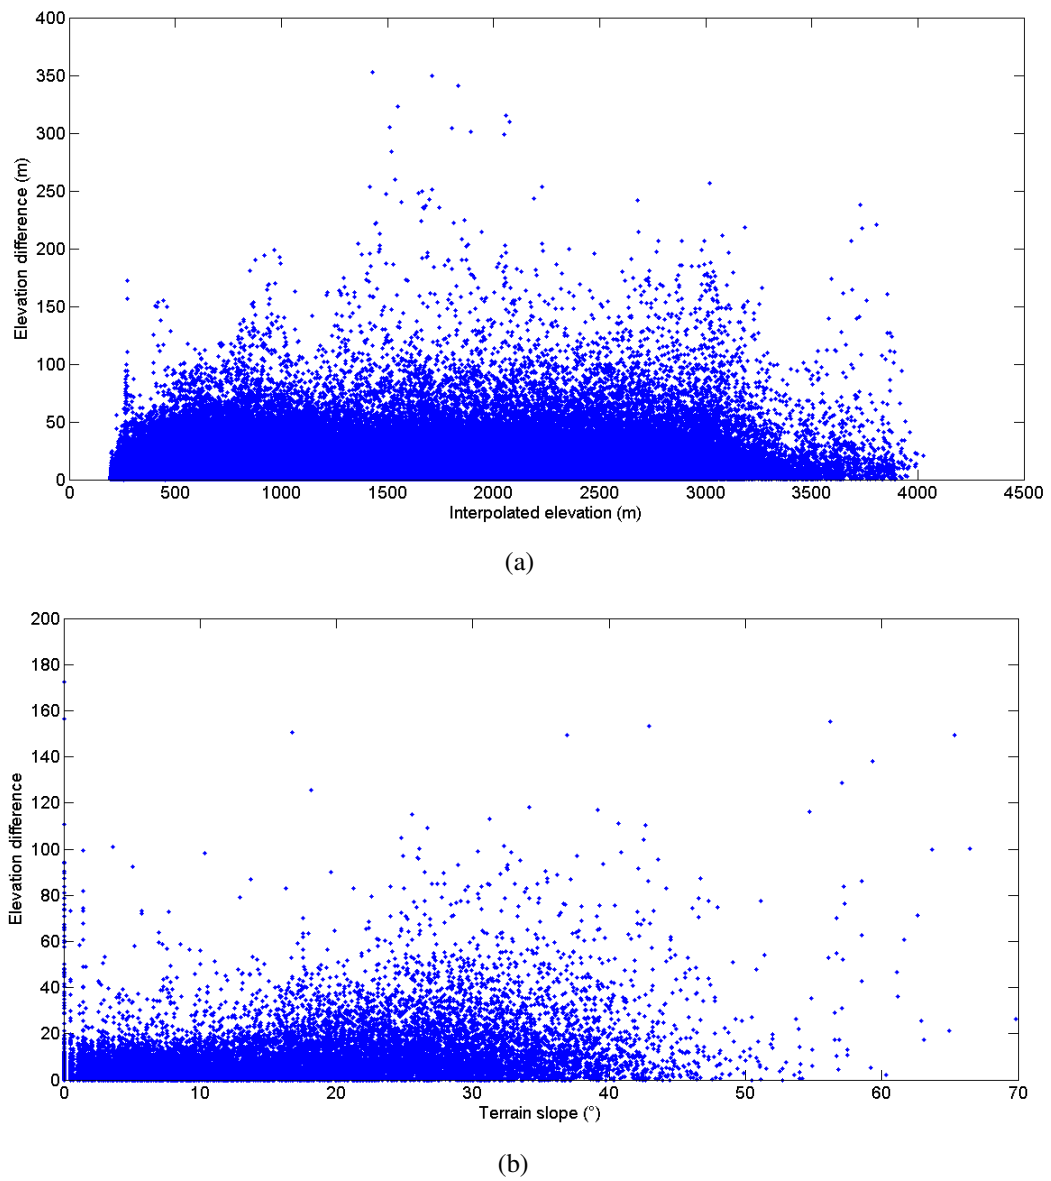 400
350
300
250
200
150
100
50
0
Elevation difference (m)
0 500 1000 1500 2000 2500 3000 3500 4000 4500
Interpolated elevation (m)
(a)
200
180
160
140
120
100
80
60
40
20
0
Elevation difference
0 10 20 30 40 50 60 70
Terrain slope (°)
(b)